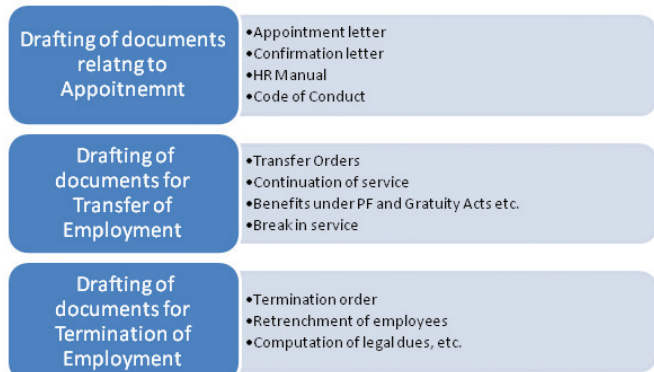 Drafting of documents
relatng to
Appoitnemnt
•Appointment letter
•Confirmation letter
•HR Manual
•Code of Conduct
Drafting of
documents for
Transfer of
Employment
•Transfer Orders
•Continuation of service
•Benefits under PF and Gratuity Acts etc.
•Break in service
Drafting of
documents for
Termination of
Employment
•Termination order
•Retrenchment of employees
•Computation of legal dues, etc.